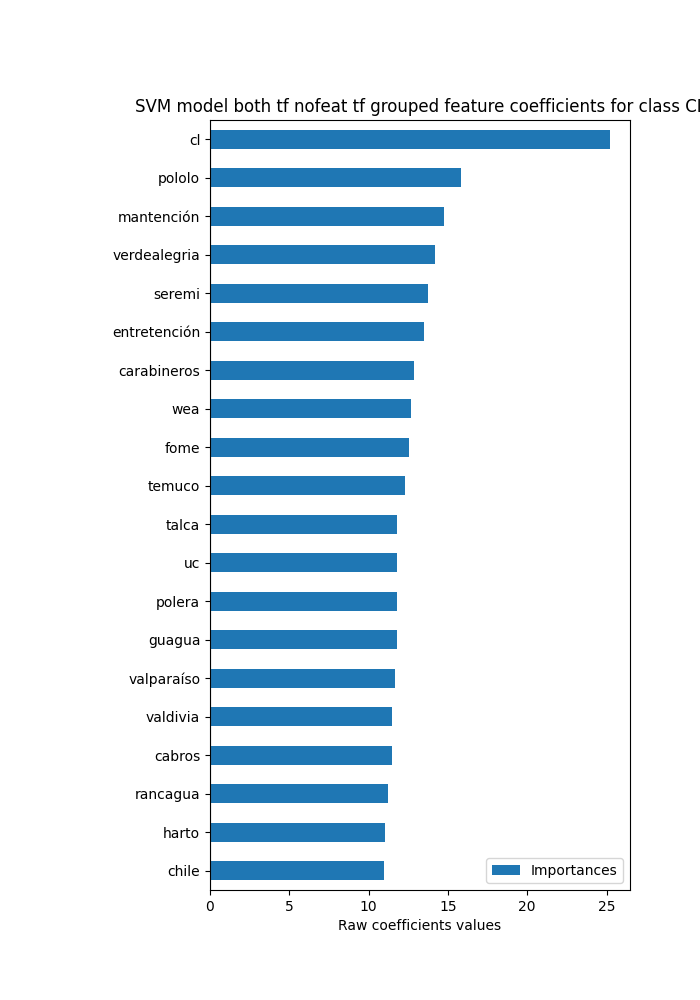 SVM model both tf nofeat tf grouped feature coefficients for class C
cl
pololo
mantención
verdealegria
seremi
entretención
carabineros
wea
fome
temuco
talca
uc
polera
guagua
valparaíso
valdivia
cabros
rancagua
harto
chile
Importances
0 5 10 15 20 25
Raw coefficients values